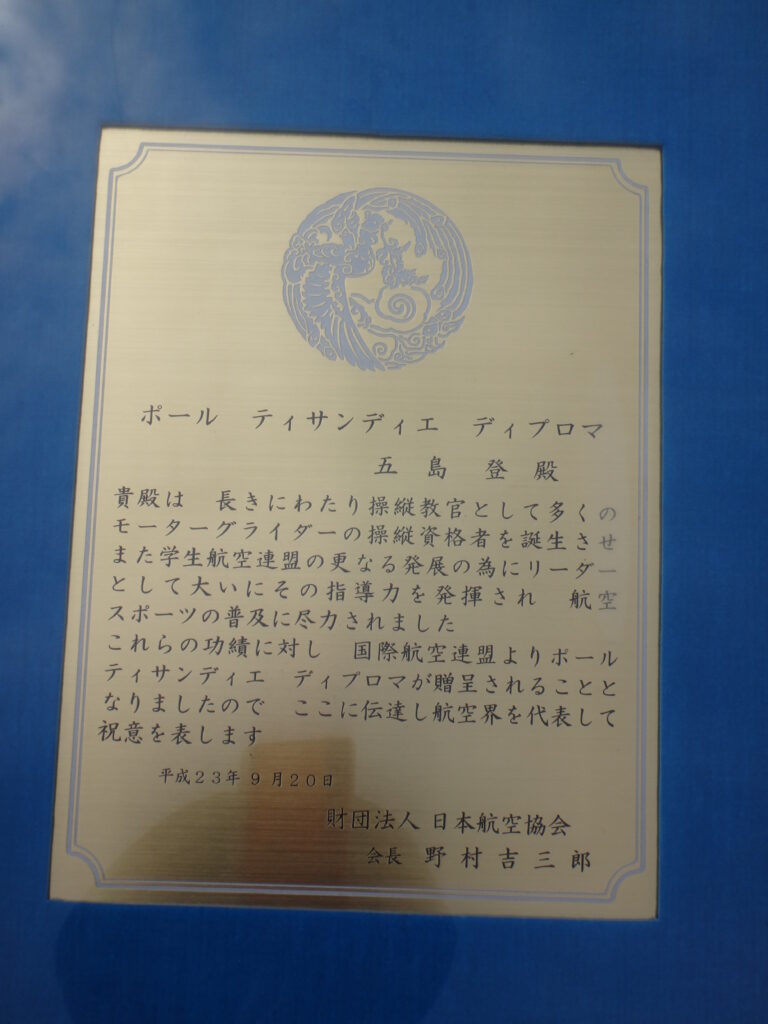 ポール　ティサンディエ　ディプロマ
五島　登殿
貴殿は　長きにわたり操縦教官として多くの
モーターグライダーの操縦資格者を誕生させ
また学生航空連盟の更なる発展の為にリーダー
として大いにその指導力を発揮され　航空
スポーツの普及に尽力されました
これらの功績に対し　国際航空連盟よりポール
ティサンディエ　ディプロマが贈呈されることと
なりましたので　ここに伝達し航空界を代表して
祝意を表します
平成２３年９月２０日
財団法人 日本航空協会
会長　野村吉三郎